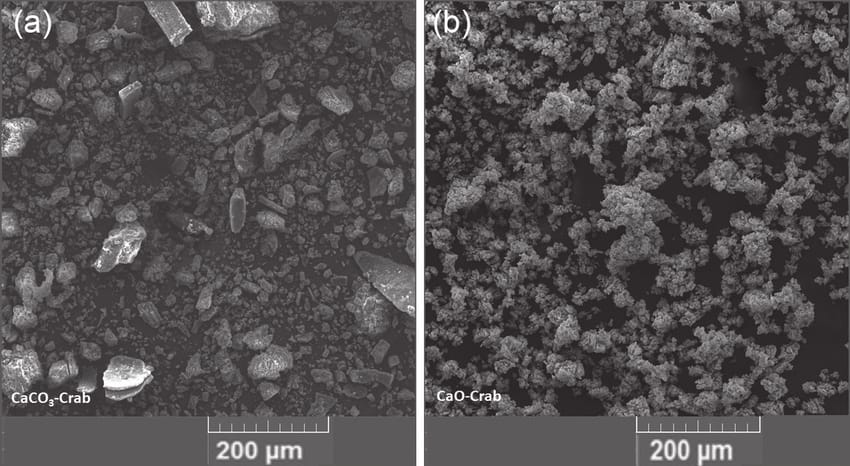 (a)
CaCO₃-Crab
200 µm
(b)
CaO-Crab
200 µm